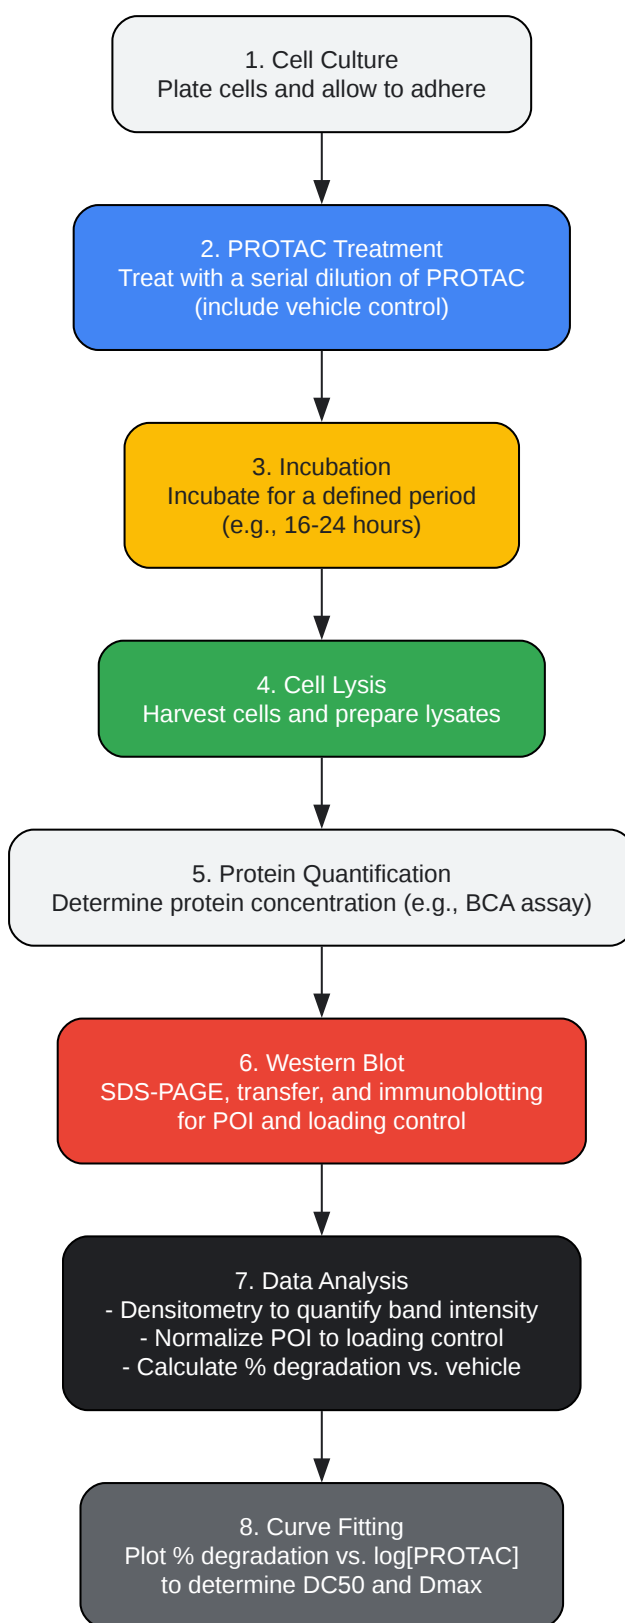 1. Cell Culture
Plate cells and allow to adhere
2. PROTAC Treatment
Treat with a serial dilution of PROTAC
(include vehicle control)
3. Incubation
Incubate for a defined period
(e.g., 16-24 hours)
4. Cell Lysis
Harvest cells and prepare lysates
5. Protein Quantification
Determine protein concentration (e.g., BCA assay)
6. Western Blot
SDS-PAGE, transfer, and immunoblotting
for POI and loading control
7. Data Analysis
- Densitometry to quantify band intensity
- Normalize POI to loading control
- Calculate % degradation vs. vehicle
8. Curve Fitting
Plot % degradation vs. log[PROTAC]
to determine DC50 and Dmax